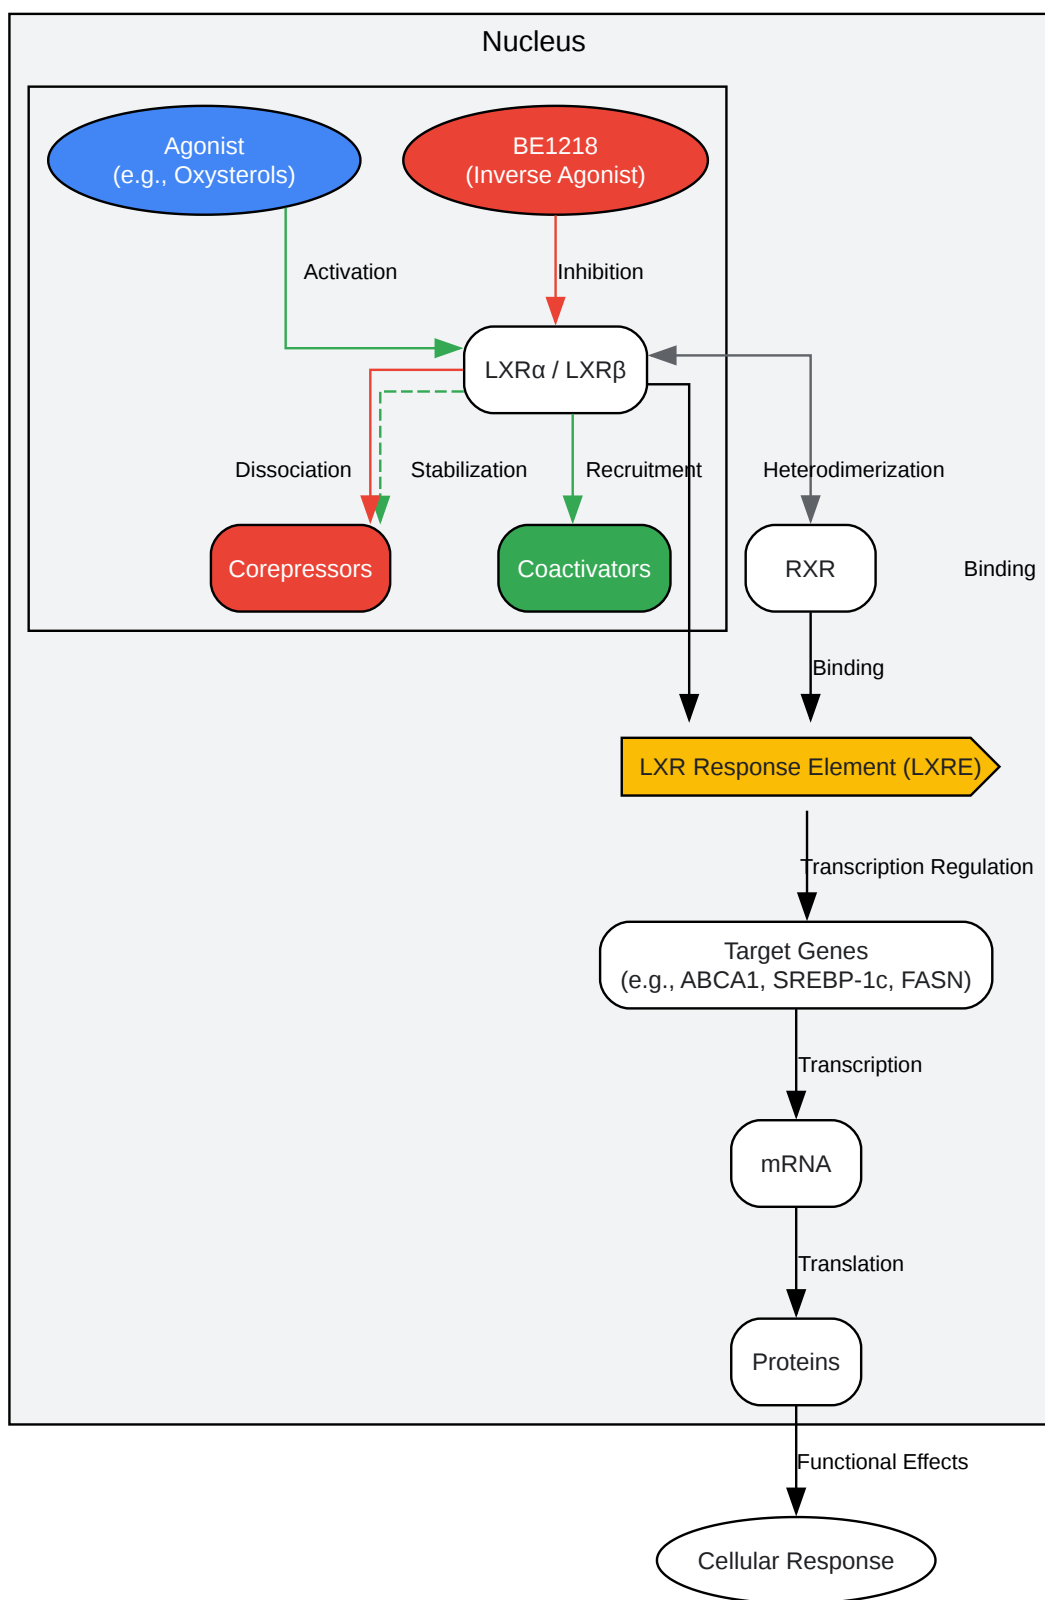 Nucleus
Agonist
(e.g., Oxysterols)
BE1218
(Inverse Agonist)
Activation
Inhibition
LXRα / LXRβ
Dissociation
Stabilization
Recruitment
Heterodimerization
Corepressors
Coactivators
RXR
Binding
Binding
LXR Response Element (LXRE)
Transcription Regulation
Target Genes
(e.g., ABCA1, SREBP-1c, FASN)
Transcription
mRNA
Translation
Proteins
Functional Effects
Cellular Response